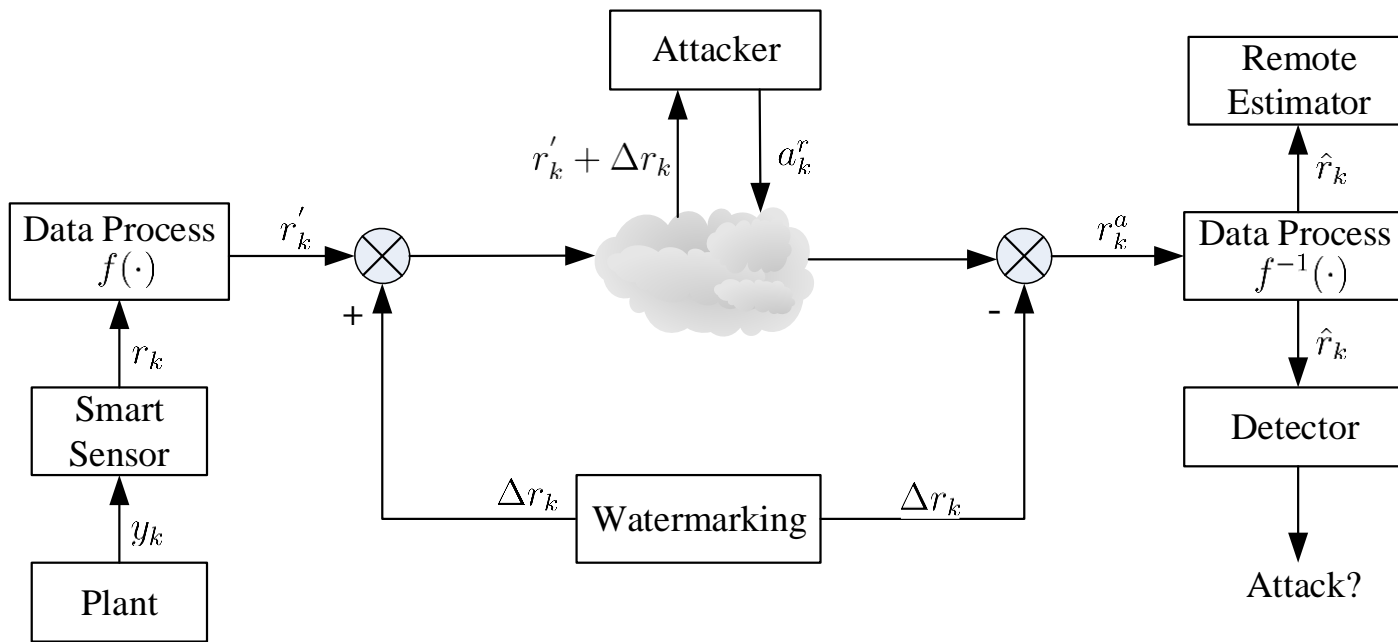 Attacker
Remote
Estimator
r'_k + Δr_k
a_k^r
r̂_k
Data Process
f(·)
r'_k
r_k^a
Data Process
f^{-1}(·)
+
-
r_k
r̂_k
Smart
Sensor
Detector
Δr_k
Watermarking
Δr_k
y_k
Plant
Attack?